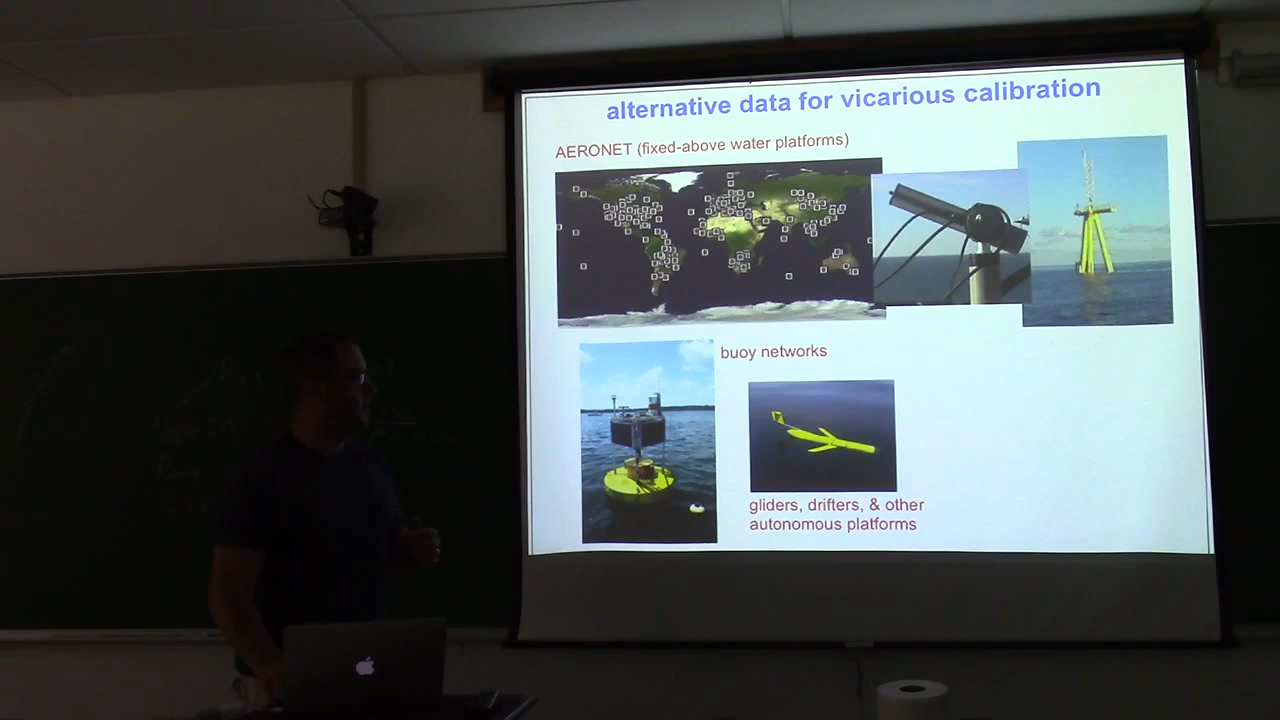 alternative data for vicarious calibration
AERONET (fixed-above water platforms)
buoy networks
gliders, drifters, & other
autonomous platforms